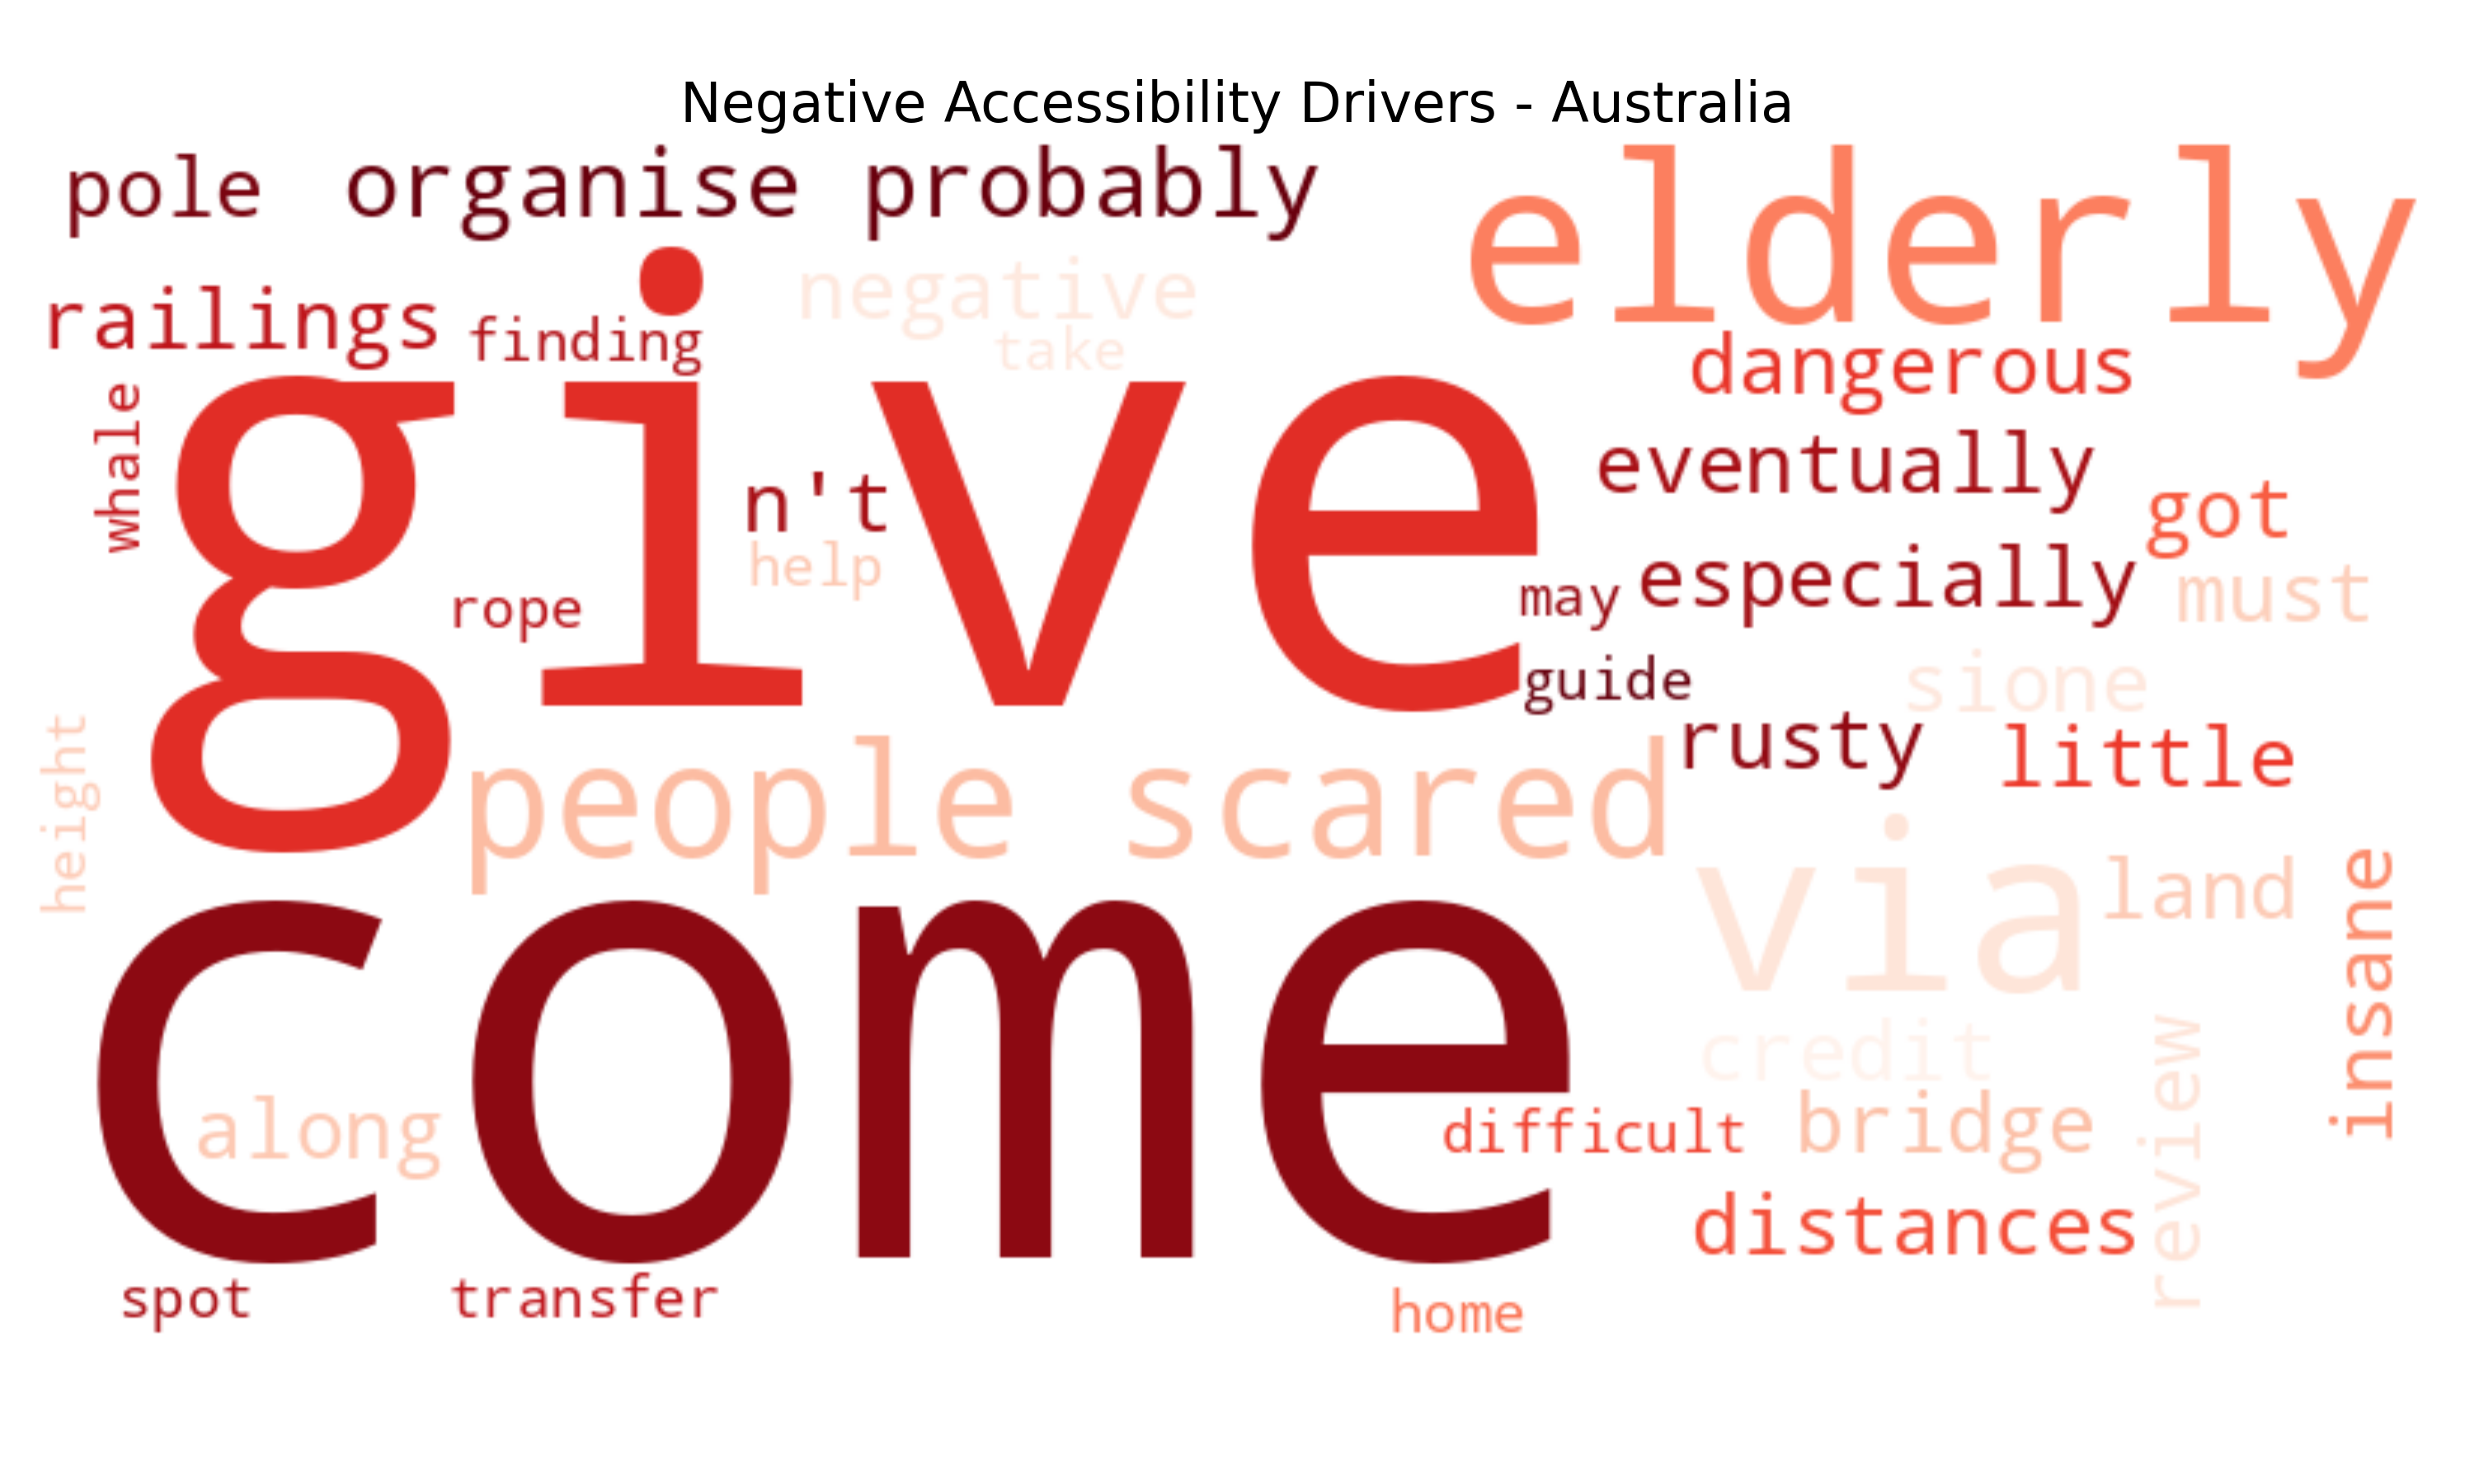 Negative Accessibility Drivers - Australia
pole organise probably
elderly
railings
finding
negative
take
dangerous
whale
give
n't
help
rope
eventually
got
may
especially
must
guide
sione
height
people scared
rusty
little
via
land
insane
come
along
credit
review
difficult
bridge
distances
spot
transfer
home